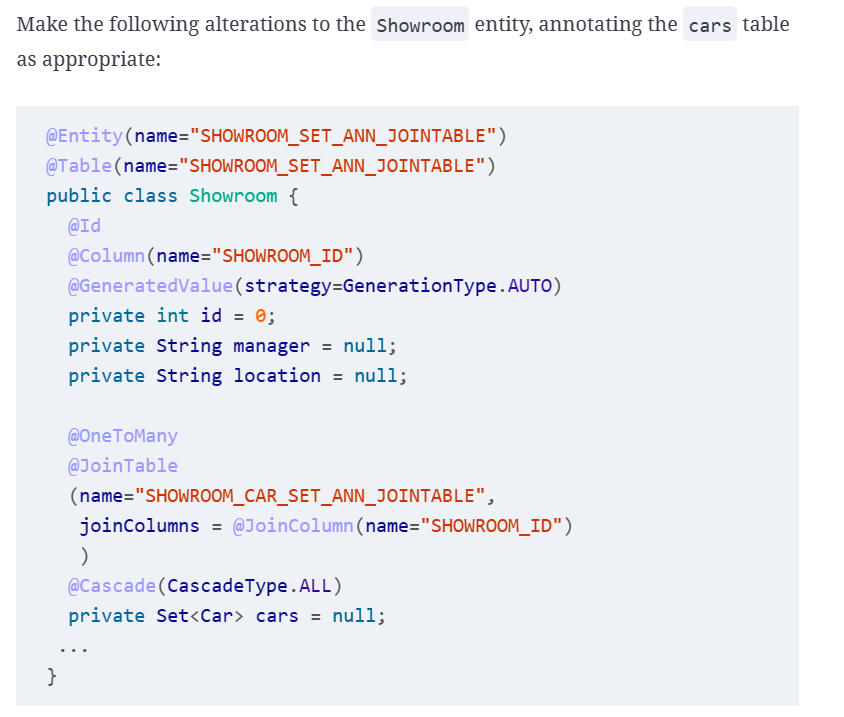 Make the following alterations to the Showroom entity, annotating the cars table
as appropriate:
@Entity(name="SHOWROOM_SET_ANN_JOINTABLE")
@Table(name="SHOWROOM_SET_ANN_JOINTABLE")
public class Showroom {
  @Id
  @Column(name="SHOWROOM_ID")
  @GeneratedValue(strategy=GenerationType.AUTO)
  private int id = 0;
  private String manager = null;
  private String location = null;
  @OneToMany
  @JoinTable
  (name="SHOWROOM_CAR_SET_ANN_JOINTABLE",
   joinColumns = @JoinColumn(name="SHOWROOM_ID")
   )
  @Cascade(CascadeType.ALL)
  private Set<Car> cars = null;
 ...
}